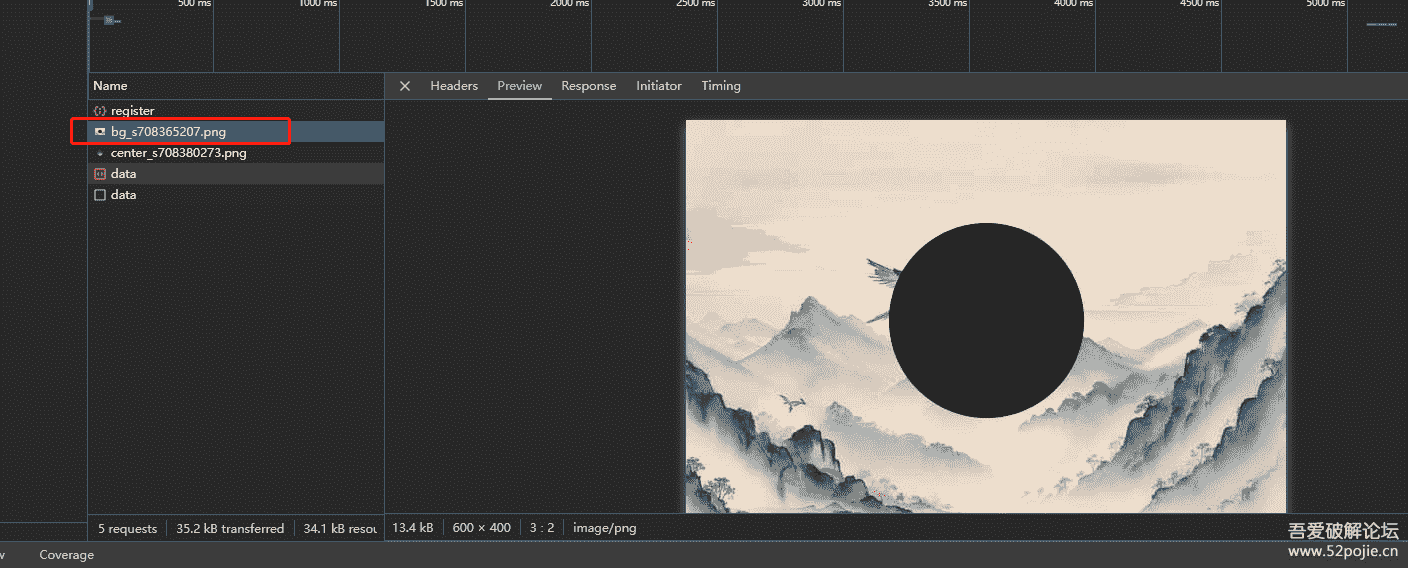 500 ms 1000 ms 1500 ms 2000 ms 2500 ms 3000 ms 3500 ms 4000 ms 4500 ms 5000 ms
Name
Headers Preview Response Initiator Timing
register
bg_s708365207.png
center_s708380273.png
data
data
5 requests 35.2 kB transferred 34.1 kB resou
13.4 kB 600 × 400 3 : 2 image/png
吾爱破解论坛
www.52pojie.cn
Coverage